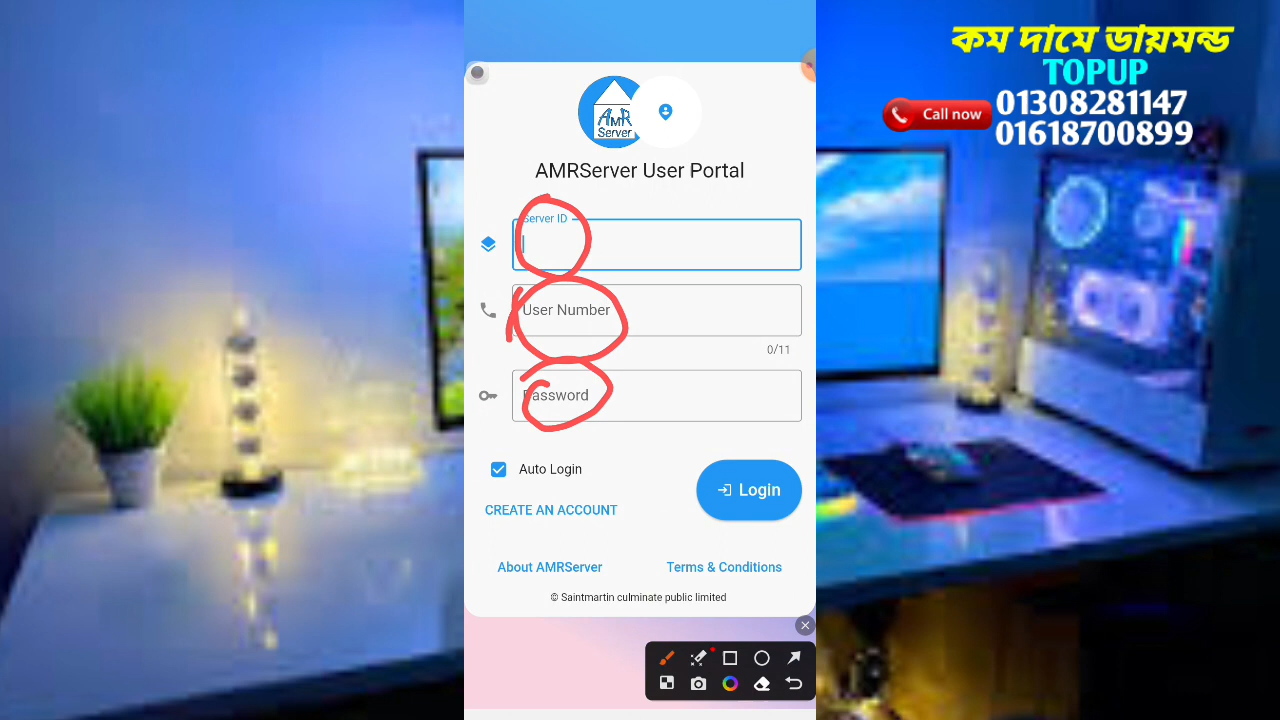 কম দামে ডায়মন্ড
TOPUP
Call now
01308281147
01618700899
AMR
Server
AMRServer User Portal
Server ID
User Number
0/11
Password
Auto Login
Login
CREATE AN ACCOUNT
About AMRServer
Terms & Conditions
© Saintmartin culminate public limited